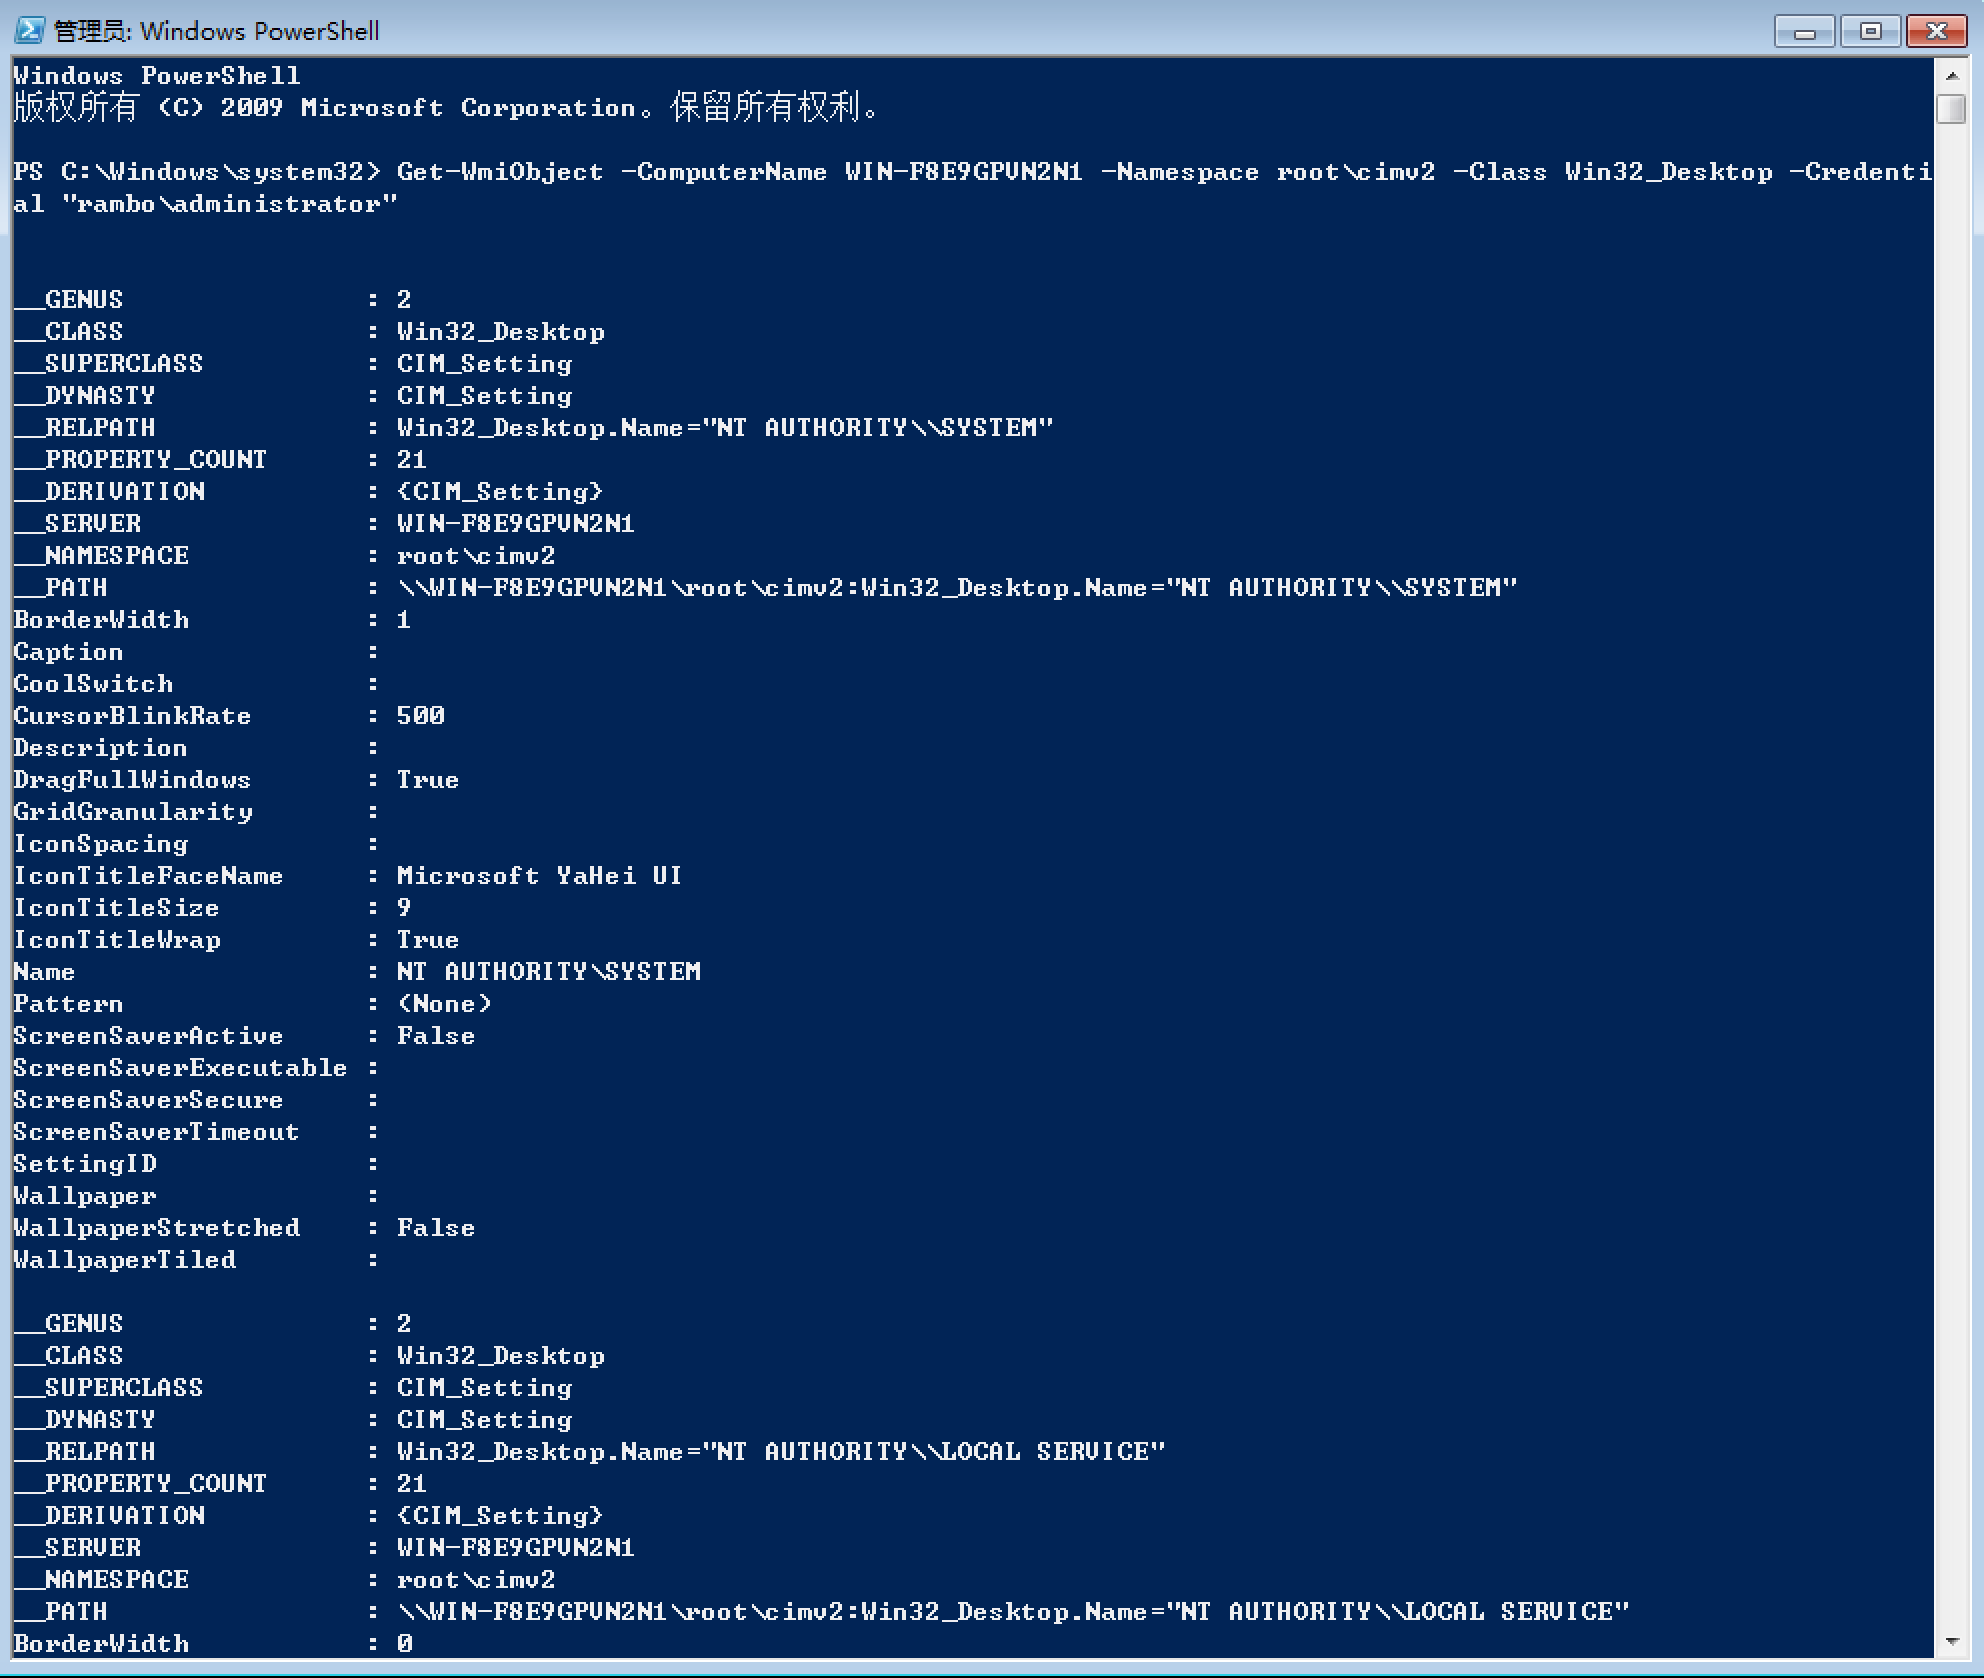 管理员: Windows PowerShell
Windows PowerShell
版权所有 (C) 2009 Microsoft Corporation。保留所有权利。
PS C:\Windows\system32> Get-WmiObject -ComputerName WIN-F8E9GPVN2N1 -Namespace root\cimv2 -Class Win32_Desktop -Credenti
al "rambo\administrator"
__GENUS : 2
__CLASS : Win32_Desktop
__SUPERCLASS : CIM_Setting
__DYNASTY : CIM_Setting
__RELPATH : Win32_Desktop.Name="NT AUTHORITY\\SYSTEM"
__PROPERTY_COUNT : 21
__DERIVATION : {CIM_Setting}
__SERVER : WIN-F8E9GPVN2N1
__NAMESPACE : root\cimv2
__PATH : \\WIN-F8E9GPVN2N1\root\cimv2:Win32_Desktop.Name="NT AUTHORITY\\SYSTEM"
BorderWidth : 1
Caption :
CoolSwitch :
CursorBlinkRate : 500
Description :
DragFullWindows : True
GridGranularity :
IconSpacing :
IconTitleFaceName : Microsoft YaHei UI
IconTitleSize : 9
IconTitleWrap : True
Name : NT AUTHORITY\SYSTEM
Pattern : (None)
ScreenSaverActive : False
ScreenSaverExecutable :
ScreenSaverSecure :
ScreenSaverTimeout :
SettingID :
Wallpaper :
WallpaperStretched : False
WallpaperTiled :
__GENUS : 2
__CLASS : Win32_Desktop
__SUPERCLASS : CIM_Setting
__DYNASTY : CIM_Setting
__RELPATH : Win32_Desktop.Name="NT AUTHORITY\\LOCAL SERVICE"
__PROPERTY_COUNT : 21
__DERIVATION : {CIM_Setting}
__SERVER : WIN-F8E9GPVN2N1
__NAMESPACE : root\cimv2
__PATH : \\WIN-F8E9GPVN2N1\root\cimv2:Win32_Desktop.Name="NT AUTHORITY\\LOCAL SERVICE"
BorderWidth : 0